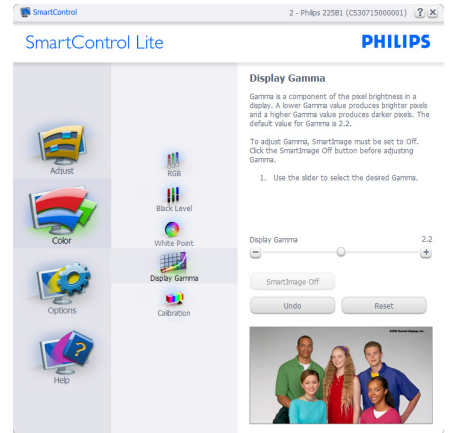 SmartControl
2 - Philips 225B1 (CS30715000001)
SmartControl Lite
PHILIPS
Adjust
Color
Options
Help
RGB
Black Level
White Point
Display Gamma
Calibration
Display Gamma
Gamma is a component of the pixel brightness in a
display. A lower Gamma value produces brighter pixels
and a higher Gamma value produces darker pixels. The
default value for Gamma is 2.2.
To adjust Gamma, SmartImage must be set to Off.
Click the SmartImage Off button before adjusting
Gamma.
1. Use the slider to select the desired Gamma.
Display Gamma 2.2
SmartImage Off
Undo Reset